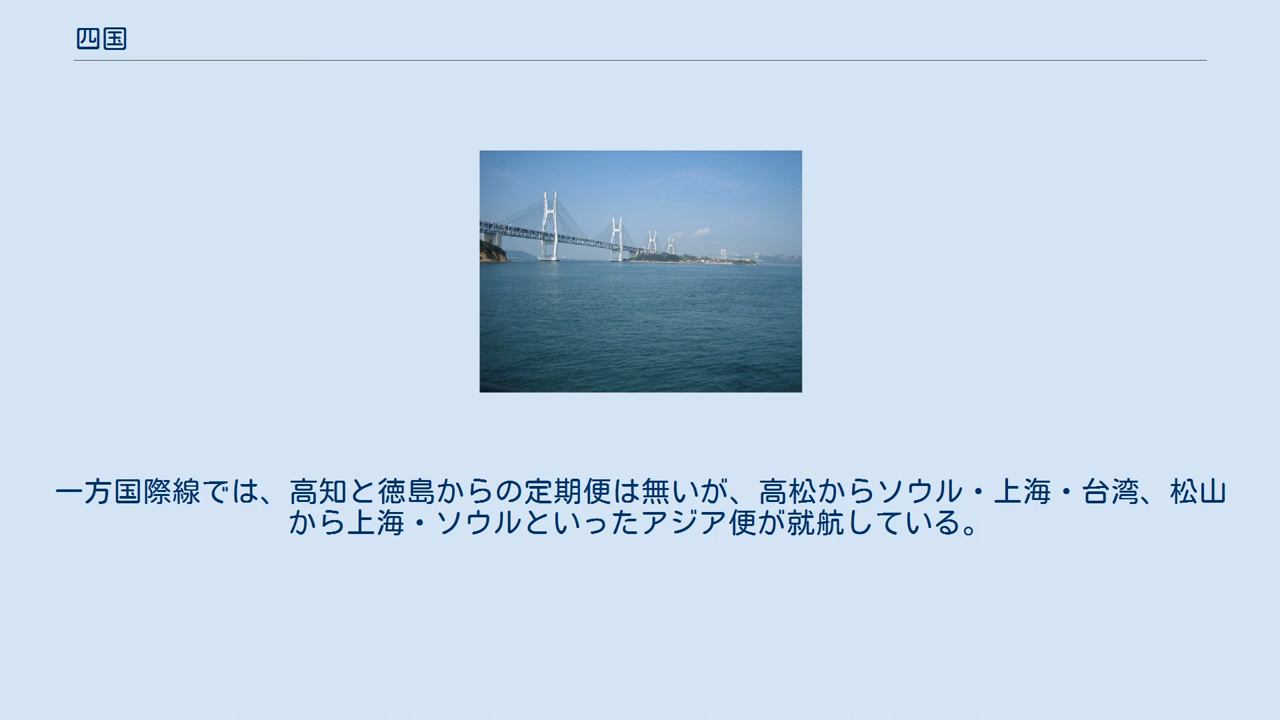 四国
一方国際線では、高知と徳島からの定期便は無いが、高松からソウル・上海・台湾、松山
から上海・ソウルといったアジア便が就航している。